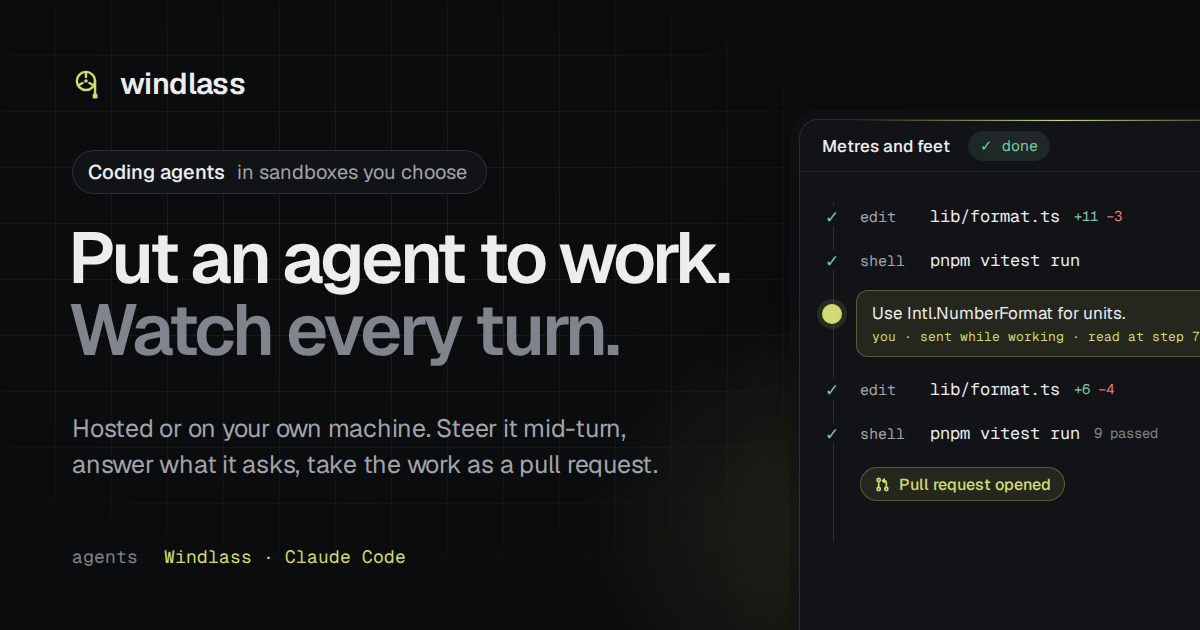 windlass
Coding agents in sandboxes you choose
Put an agent to work.
Watch every turn.
Hosted or on your own machine. Steer it mid-turn,
answer what it asks, take the work as a pull request.
agents Windlass · Claude Code
Metres and feet ✓ done
✓ edit lib/format.ts +11 −3
✓ shell pnpm vitest run
Use Intl.NumberFormat for units.
you · sent while working · read at step 7
✓ edit lib/format.ts +6 −4
✓ shell pnpm vitest run 9 passed
Pull request opened